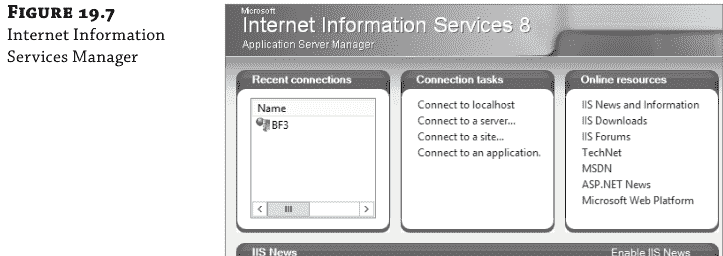 FIGURE 19.7
Internet Information
Services Manager
Microsoft
Internet Information Services 8
Application Server Manager
Recent connections
Name
BF3
Connection tasks
Connect to localhost
Connect to a server...
Connect to a site...
Connect to an application.
Online resources
IIS News and Information
IIS Downloads
IIS Forums
TechNet
MSDN
ASP.NET News
Microsoft Web Platform
IIS News
Enable IIS News